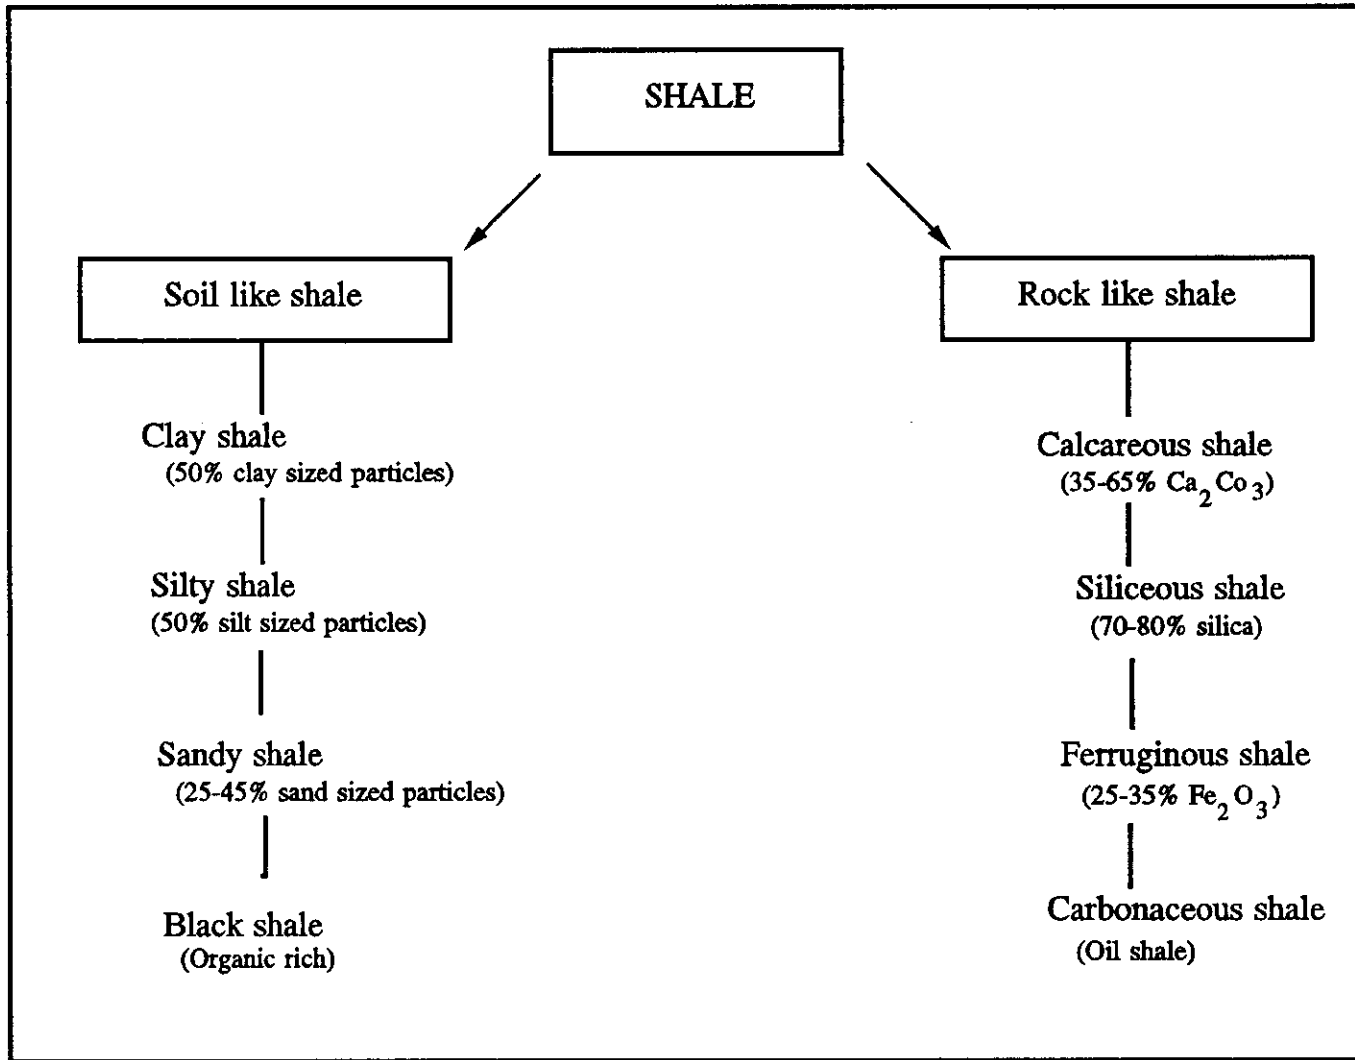 SHALE
Soil like shale
Clay shale
(50% clay sized particles)
Silty shale
(50% silt sized particles)
Sandy shale
(25-45% sand sized particles)
Black shale
(Organic rich)
Rock like shale
Calcareous shale
(35-65% Ca2Co3)
Siliceous shale
(70-80% silica)
Ferruginous shale
(25-35% Fe2O3)
Carbonaceous shale
(Oil shale)